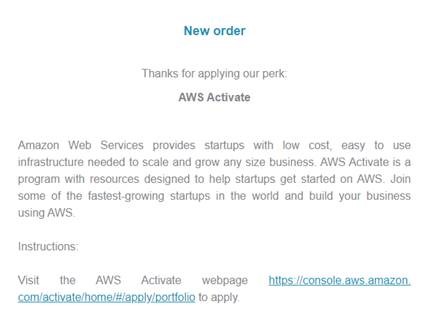 New order
Thanks for applying our perk:
AWS Activate
Amazon Web Services provides startups with low cost, easy to use
infrastructure needed to scale and grow any size business. AWS Activate is a
program with resources designed to help startups get started on AWS. Join
some of the fastest-growing startups in the world and build your business
using AWS.
Instructions:
Visit the AWS Activate webpage https://console.aws.amazon.
com/activate/home/#/apply/portfolio to apply.